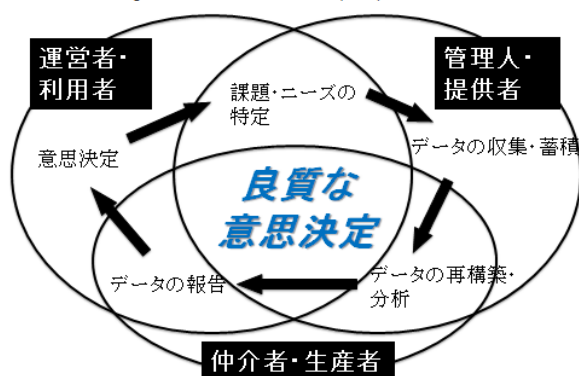 運営者・
利用者
管理人・
提供者
課題・ニーズの
特定
意思決定
データの収集・蓄積
良質な
意思決定
データの報告
データの再構築・
分析
仲介者・生産者